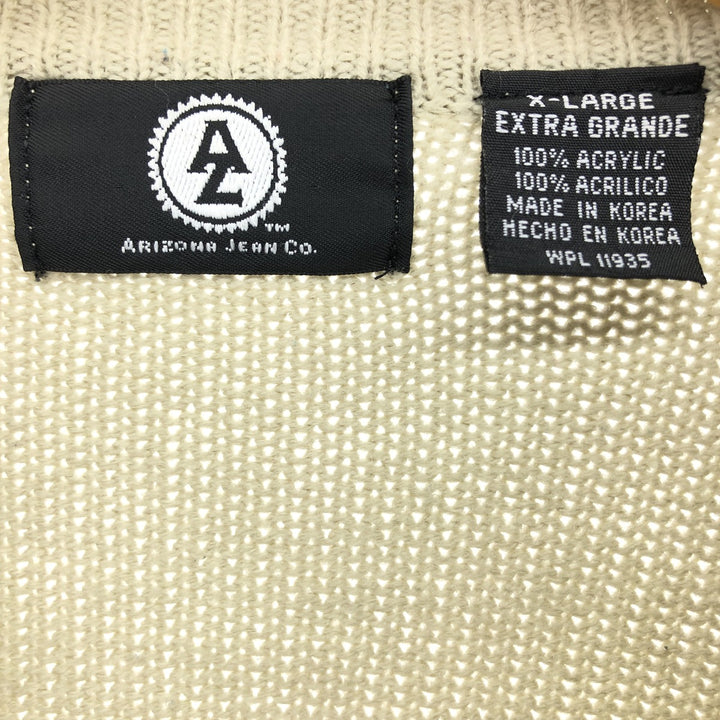 AZ
™
ARIZONA JEAN CO.
X-LARGE
EXTRA GRANDE
100% ACRYLIC
100% ACRILICO
MADE IN KOREA
HECHO EN KOREA
WPL 11935